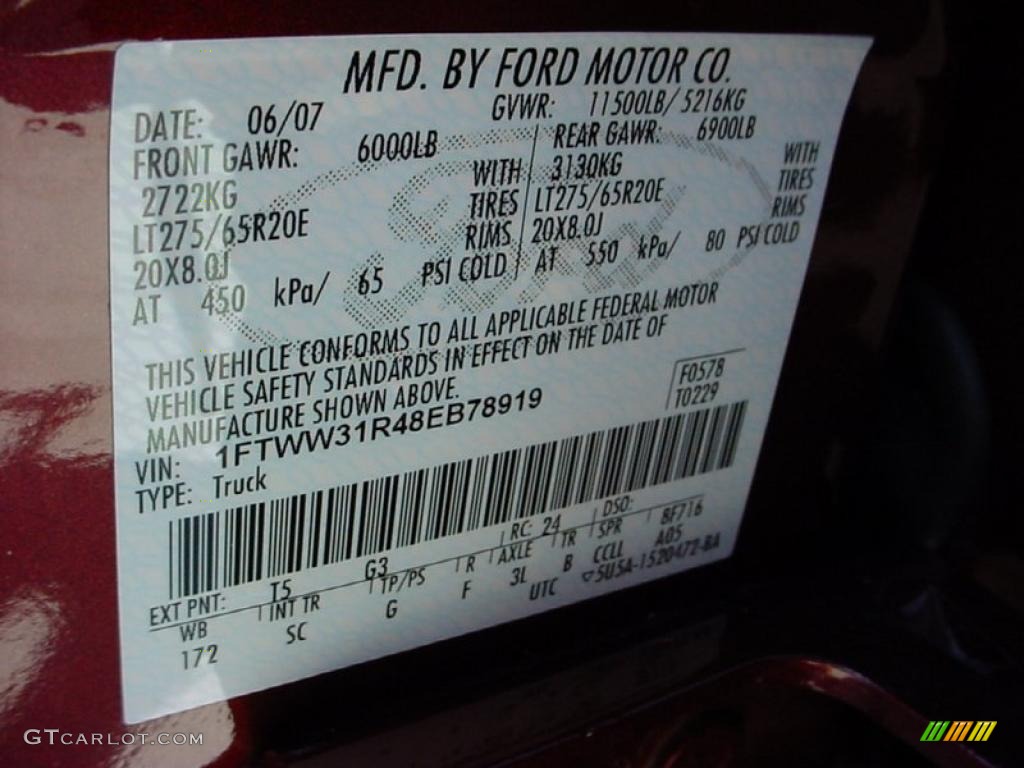 MFD. BY FORD MOTOR CO.
DATE: 06/07 GVWR: 11500LB/ 5216KG
FRONT GAWR: 6000LB REAR GAWR: 6900LB
2722KG WITH 3130KG WITH
LT275/65R20E TIRES LT275/65R20E TIRES
20X8.0J RIMS 20X8.0J RIMS
AT 450 kPa/ 65 PSI COLD AT 550 kPa/ 80 PSI COLD
THIS VEHICLE CONFORMS TO ALL APPLICABLE FEDERAL MOTOR
VEHICLE SAFETY STANDARDS IN EFFECT ON THE DATE OF
MANUFACTURE SHOWN ABOVE.
F0578
T0229
VIN: 1FTWW31R48EB78919
TYPE: Truck
EXT PNT: T5 G3 RC: 24 DSO:
WB INT TR TP/PS R AXLE TR SPR BF716
172 SC G F 3L B CCLL A05
UTC ▽5U5A-1520472-BA
GTCARLOT.COM